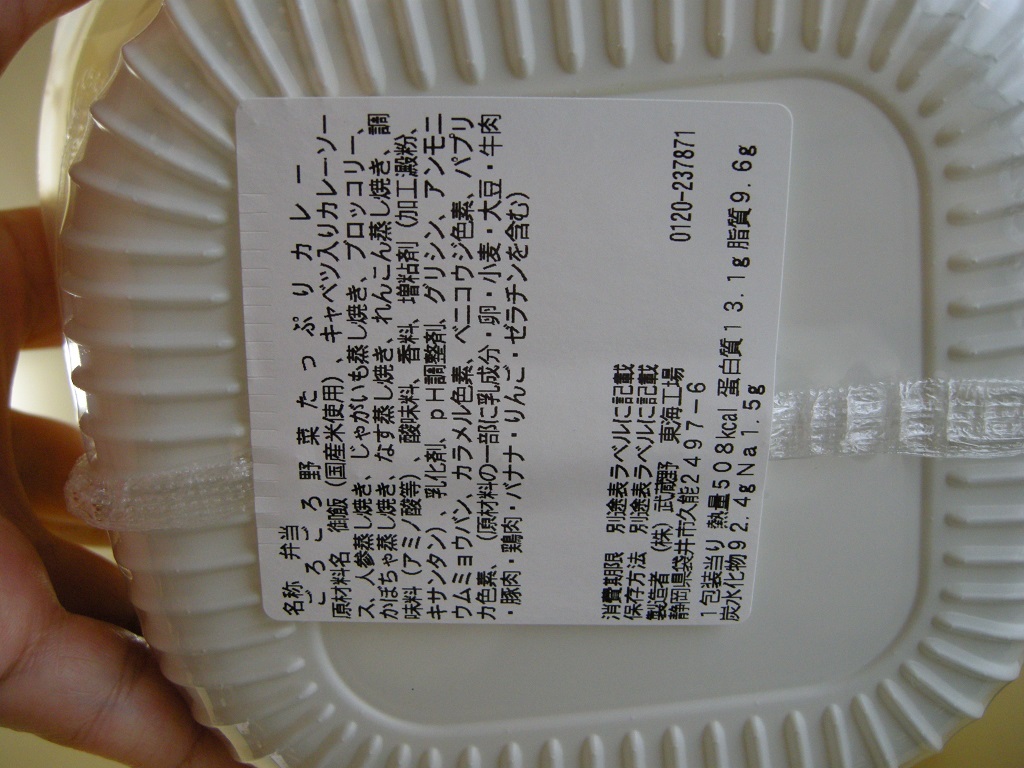 名称 弁当
ごろごろ野菜たっぷりカレー
原材料名 御飯(国産米使用)、キャベツ入りカレーソー
ス、人参蒸し焼き、じゃがいも蒸し焼き、ブロッコリー、
かぼちゃ蒸し焼き、なす蒸し焼き、れんこん蒸し焼き、調
味料(アミノ酸等)、酸味料、香料、増粘剤(加工澱粉、
キサンタン)、乳化剤、pH調整剤、グリシン、アンモニ
ウムミョウバン、カラメル色素、ベニコウジ色素、パプリ
カ色素、(原材料の一部に乳成分・卵・小麦・大豆・牛肉
・豚肉・鶏肉・バナナ・りんご・ゼラチンを含む)
消費期限 別途表ラベルに記載
保存方法 別途表ラベルに記載
製造者 (株)武蔵野 東海工場
静岡県袋井市久能2497-6 0120-237871
1包装当り 熱量508kcal 蛋白質13.1g脂質9.6g
炭水化物92.4gNa1.5g